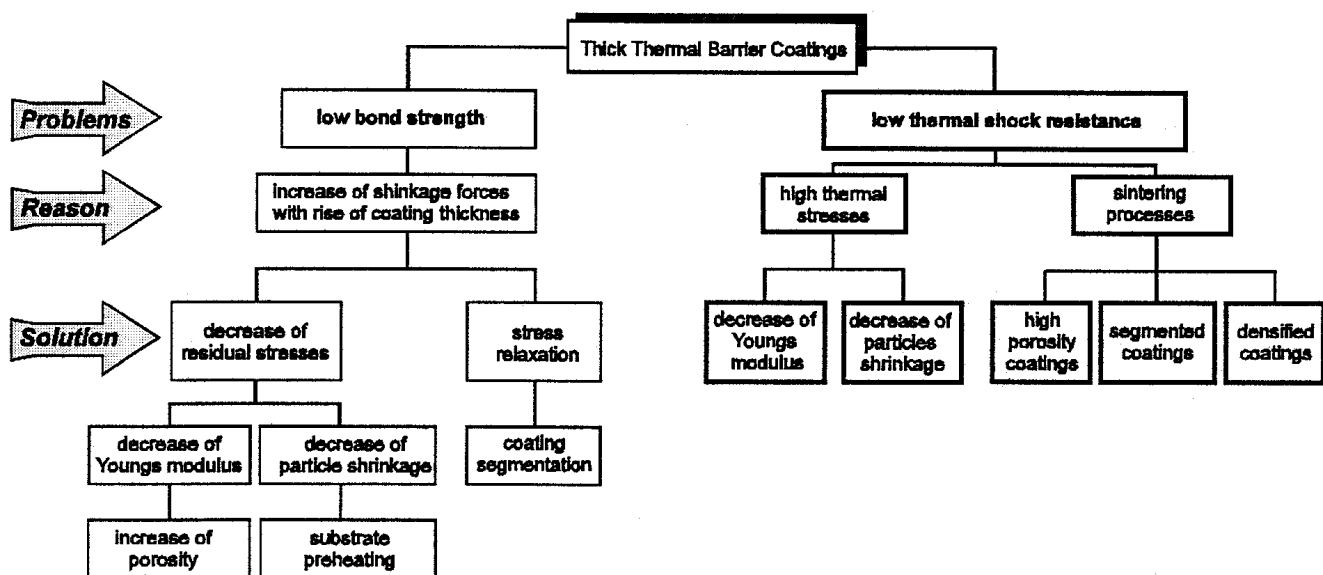 Thick Thermal Barrier Coatings
Problems
low bond strength
low thermal shock resistance
Reason
increase of shinkage forces
with rise of coating thickness
high thermal
stresses
sintering
processes
Solution
decrease of
residual stresses
stress
relaxation
decrease of
Youngs
modulus
decrease of
particles
shrinkage
high
porosity
coatings
segmented
coatings
densified
coatings
decrease of
Youngs modulus
decrease of
particle shrinkage
coating
segmentation
increase of
porosity
substrate
preheating